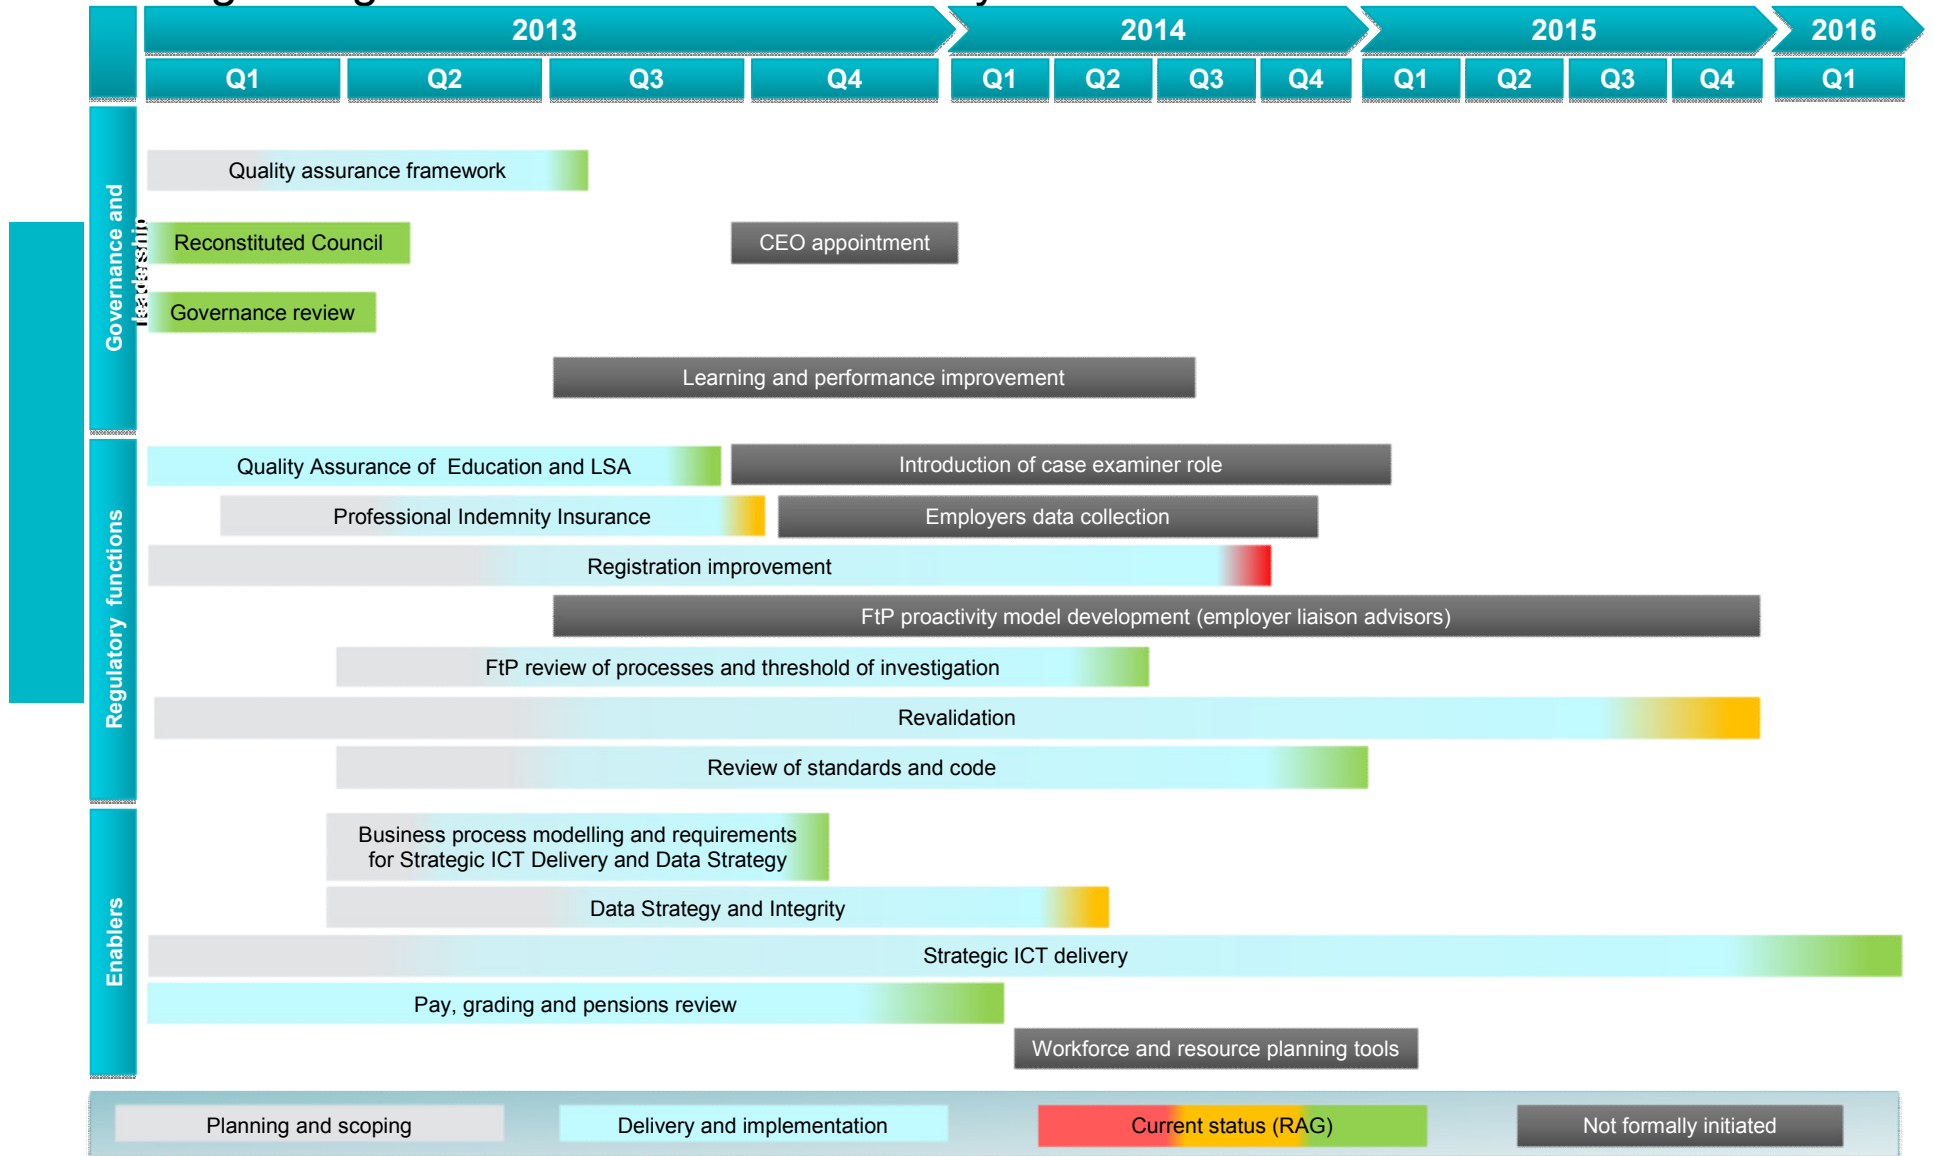 2013
2014
2015
2016
Q1
Q2
Q3
Q4
Q1
Q2
Q3
Q4
Q1
Q2
Q3
Q4
Q1
Governance and
leadership
Quality assurance framework
Reconstituted Council
CEO appointment
Governance review
Learning and performance improvement
Regulatory functions
Quality Assurance of Education and LSA
Introduction of case examiner role
Professional Indemnity Insurance
Employers data collection
Registration improvement
FtP proactivity model development (employer liaison advisors)
FtP review of processes and threshold of investigation
Revalidation
Review of standards and code
Enablers
Business process modelling and requirements
for Strategic ICT Delivery and Data Strategy
Data Strategy and Integrity
Strategic ICT delivery
Pay, grading and pensions review
Workforce and resource planning tools
Planning and scoping
Delivery and implementation
Current status (RAG)
Not formally initiated